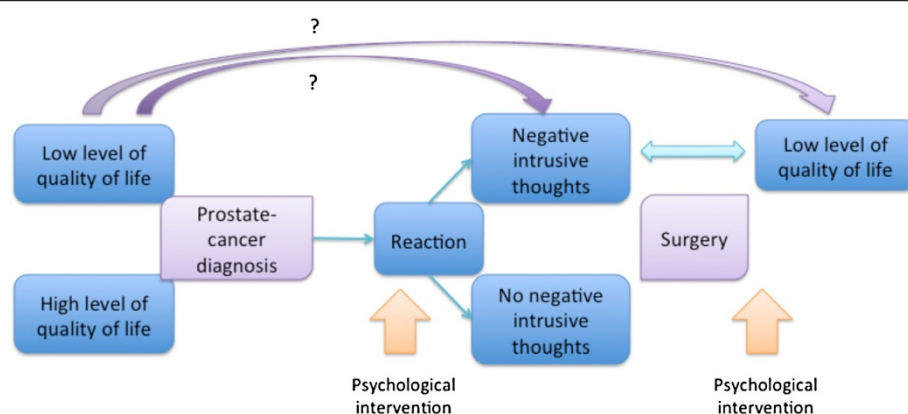 ?
?
Low level of
quality of life
Prostate-
cancer
diagnosis
High level of
quality of life
Reaction
Negative
intrusive
thoughts
No negative
intrusive
thoughts
Surgery
Low level of
quality of life
Psychological
intervention
Psychological
intervention